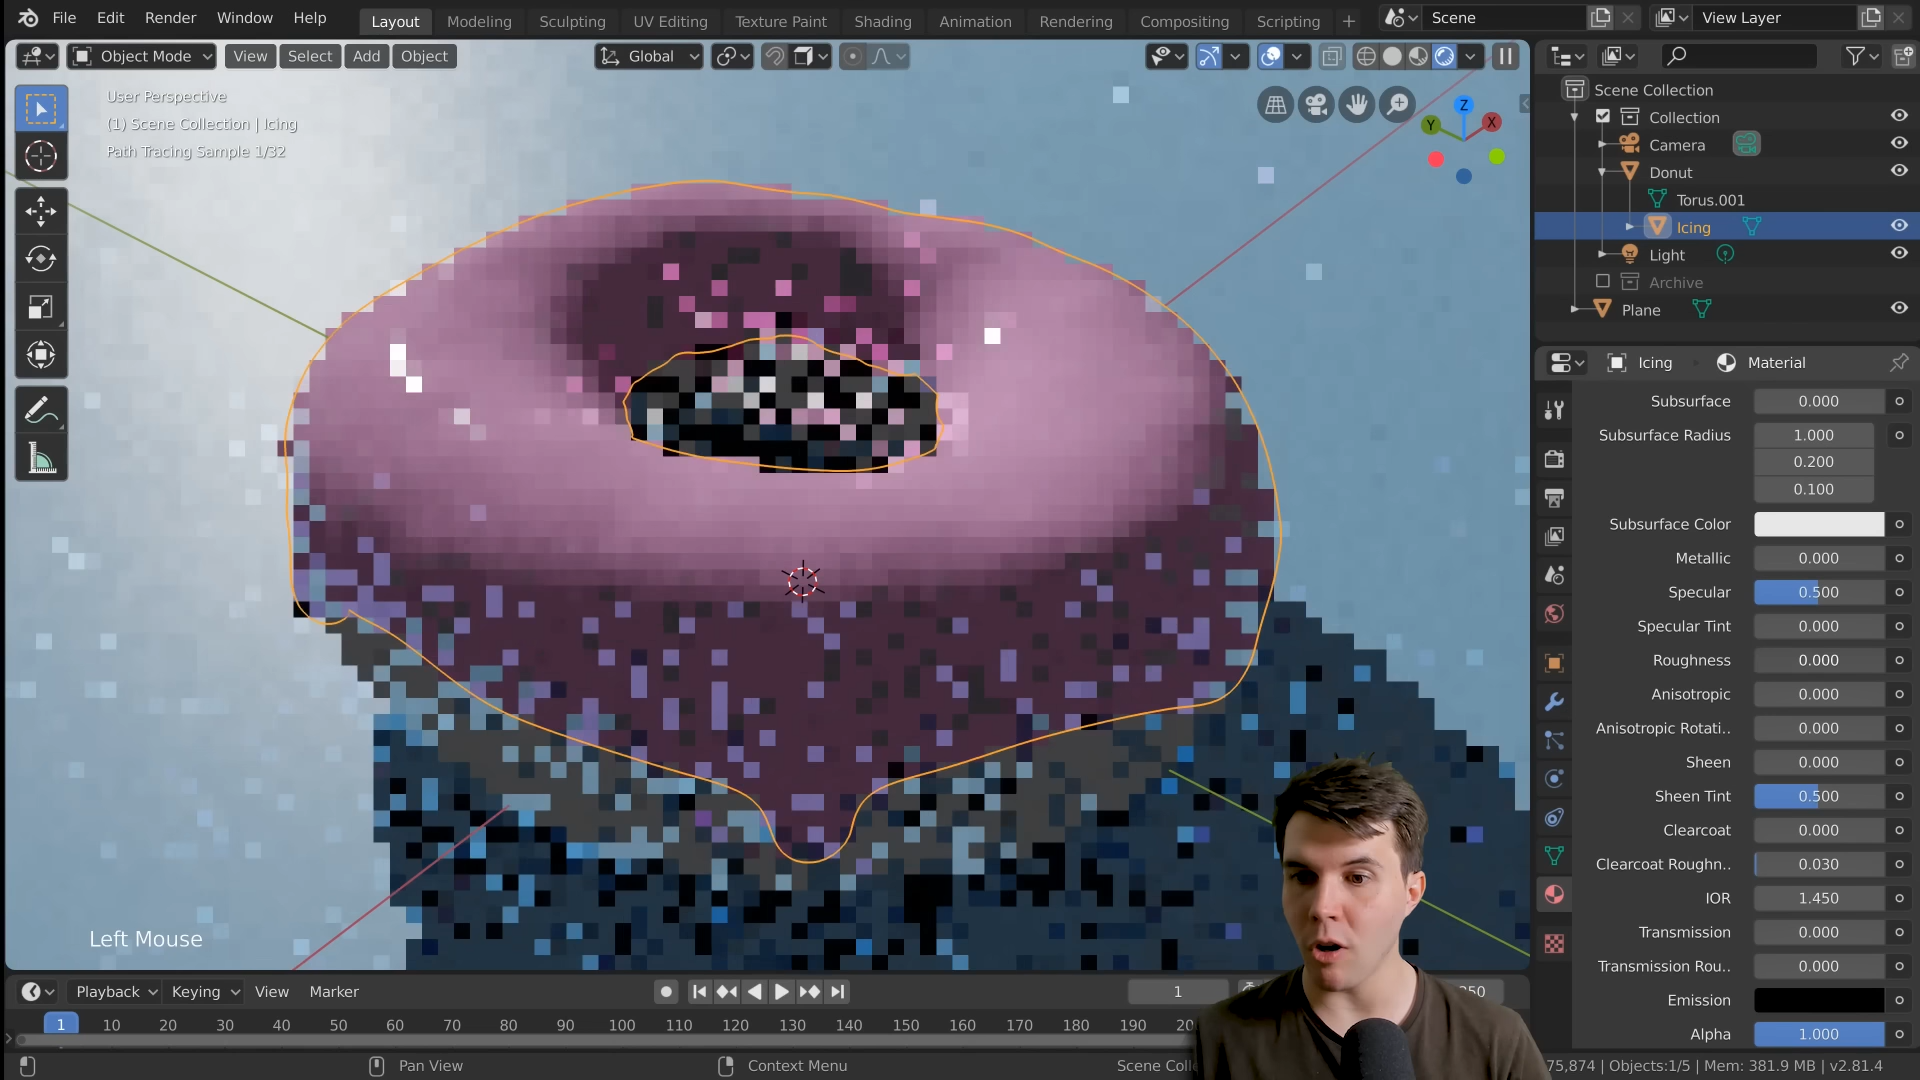 File Edit Render Window Help Layout Modeling Sculpting UV Editing Texture Paint Shading Animation Rendering Compositing Scripting + Scene View Layer
Object Mode View Select Add Object Global
User Perspective
(1) Scene Collection | Icing
Path Tracing Sample 1/32
Z
Y
X
Left Mouse
Scene Collection
Collection
Camera
Donut
Torus.001
Icing
Light
Archive
Plane
Icing Material
Subsurface 0.000
Subsurface Radius 1.000
0.200
0.100
Subsurface Color
Metallic 0.000
Specular 0.500
Specular Tint 0.000
Roughness 0.000
Anisotropic 0.000
Anisotropic Rotati.. 0.000
Sheen 0.000
Sheen Tint 0.500
Clearcoat 0.000
Clearcoat Roughn.. 0.030
IOR 1.450
Transmission 0.000
Transmission Rou.. 0.000
Emission
Alpha 1.000
Playback Keying View Marker 1
1 10 20 30 40 50 60 70 80 90 100 110 120 130 140 150 160 170 180 190
Pan View Context Menu 75,874 | Objects:1/5 | Mem: 381.9 MB | v2.81.4